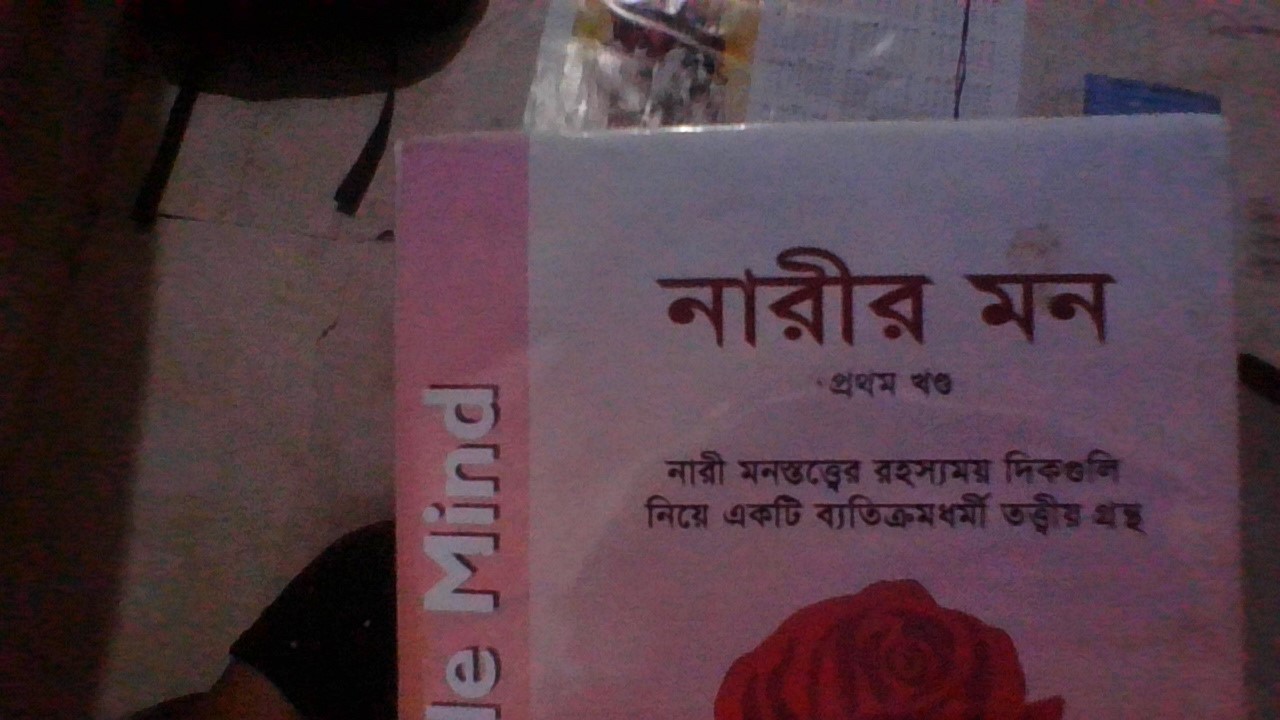 নারীর মন
প্রথম খণ্ড
নারী মনস্তত্ত্বের রহস্যময় দিকগুলি
নিয়ে একটি ব্যতিক্রমধর্মী তত্ত্বীয় গ্রন্থ
le Mind